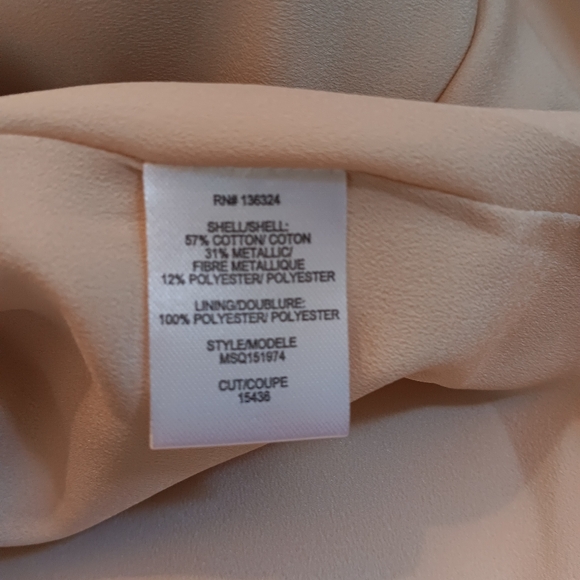 RN# 136324
SHELL/SHELL:
57% COTTON/ COTON
31% METALLIC/
FIBRE METALLIQUE
12% POLYESTER/ POLYESTER
LINING/DOUBLURE:
100% POLYESTER/ POLYESTER
STYLE/MODELE
MSQ151974
CUT/COUPE
15436